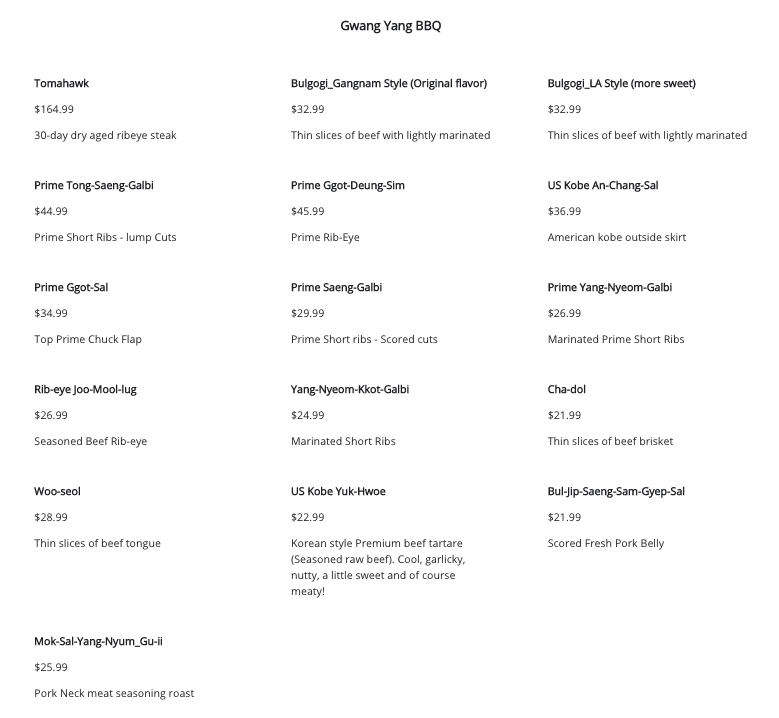 Gwang Yang BBQ
Tomahawk
$164.99
30-day dry aged ribeye steak
Bulgogi_Gangnam Style (Original flavor)
$32.99
Thin slices of beef with lightly marinated
Bulgogi_LA Style (more sweet)
$32.99
Thin slices of beef with lightly marinated
Prime Tong-Saeng-Galbi
$44.99
Prime Short Ribs - lump Cuts
Prime Ggot-Deung-Sim
$45.99
Prime Rib-Eye
US Kobe An-Chang-Sal
$36.99
American kobe outside skirt
Prime Ggot-Sal
$34.99
Top Prime Chuck Flap
Prime Saeng-Galbi
$29.99
Prime Short ribs - Scored cuts
Prime Yang-Nyeom-Galbi
$26.99
Marinated Prime Short Ribs
Rib-eye Joo-Mool-lug
$26.99
Seasoned Beef Rib-eye
Yang-Nyeom-Kkot-Galbi
$24.99
Marinated Short Ribs
Cha-dol
$21.99
Thin slices of beef brisket
Woo-seol
$28.99
Thin slices of beef tongue
US Kobe Yuk-Hwoe
$22.99
Korean style Premium beef tartare
(Seasoned raw beef). Cool, garlicky,
nutty, a little sweet and of course
meaty!
Bul-Jip-Saeng-Sam-Gyep-Sal
$21.99
Scored Fresh Pork Belly
Mok-Sal-Yang-Nyum_Gu-ii
$25.99
Pork Neck meat seasoning roast